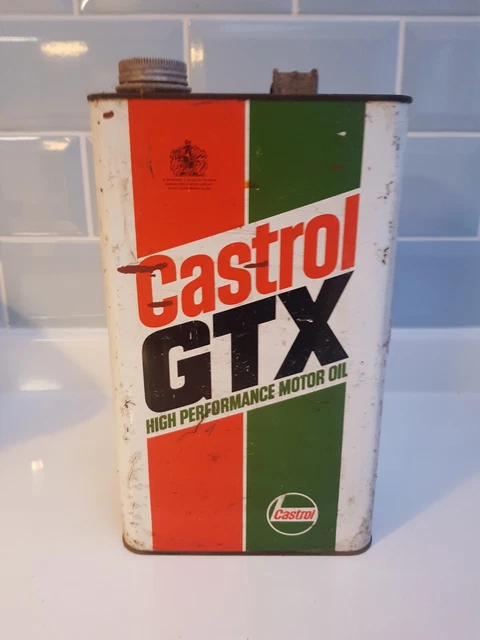 Castrol
GTX
HIGH PERFORMANCE MOTOR OIL
Castrol